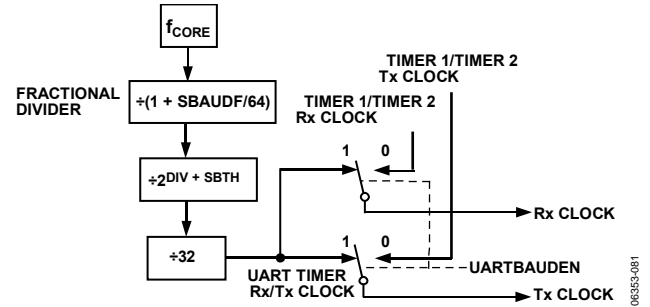 fCORE
FRACTIONAL
DIVIDER
÷(1 + SBAUDF/64)
TIMER 1/TIMER 2
Tx CLOCK
TIMER 1/TIMER 2
Rx CLOCK
1 0
÷2DIV + SBTH
Rx CLOCK
÷32
1 0
UART TIMER
Rx/Tx CLOCK
UARTBAUDEN
Tx CLOCK
06353-081